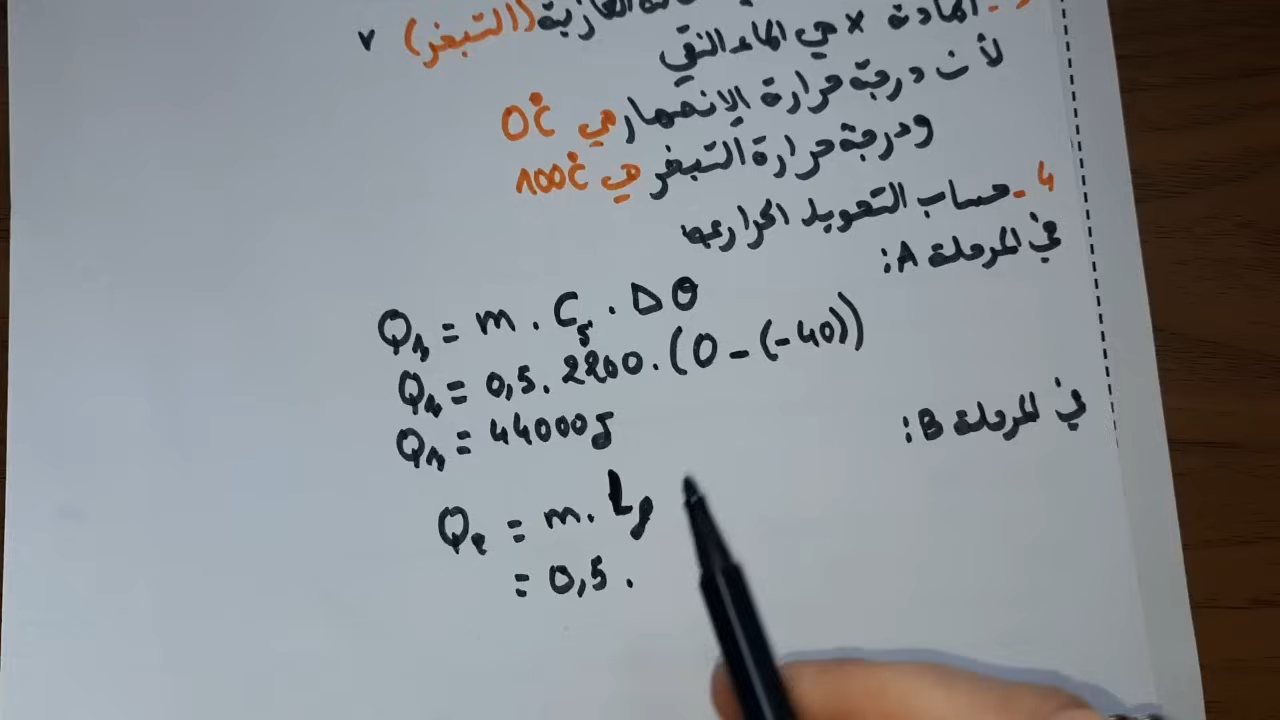 3- المادة x هي الماء النقي (التبخر) v
لأن درجة حرارة الإنصهار هي 0°C
ودرجة حرارة التبخر هي 100°C
4- حساب التحويل الحراري
في المرحلة A:
Q1 = m . Cs . Δθ
Q1 = 0,5 . 2200 . (0 - (-40))
Q1 = 44000 J
في المرحلة B:
Q2 = m . Lf
= 0,5 .